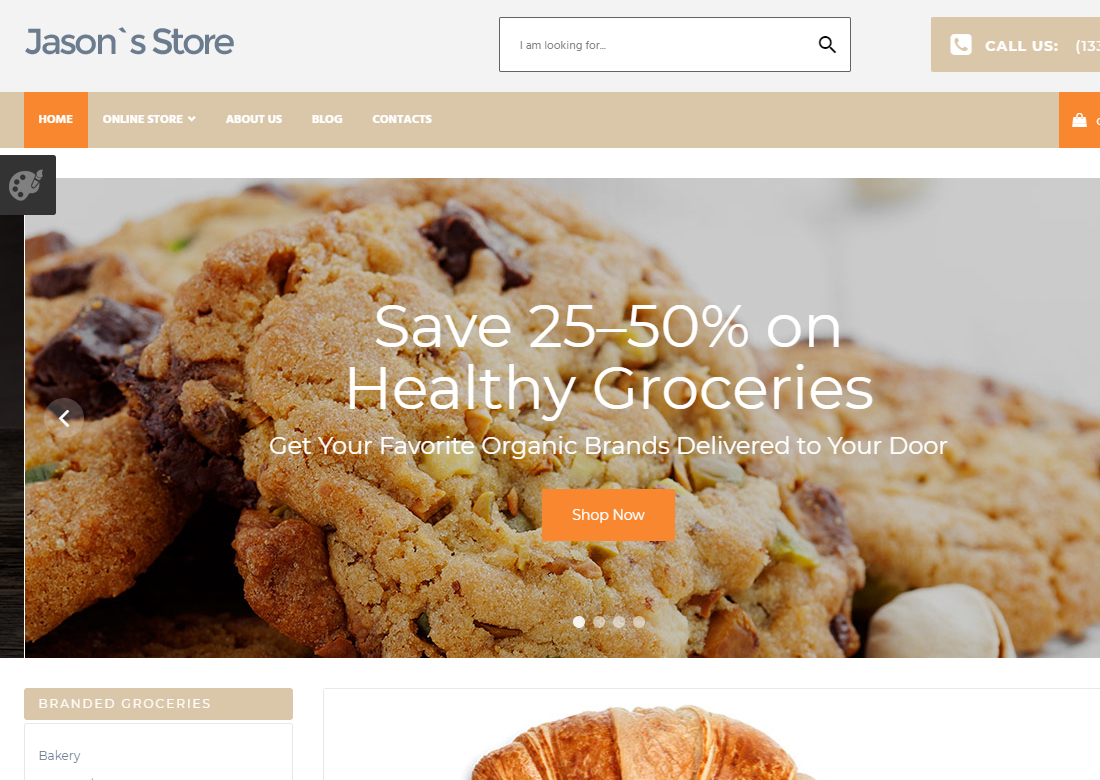 Jason`s Store
I am looking for...
CALL US:
HOME
ONLINE STORE
ABOUT US
BLOG
CONTACTS
Save 25–50% on
Healthy Groceries
Get Your Favorite Organic Brands Delivered to Your Door
Shop Now
BRANDED GROCERIES
Bakery